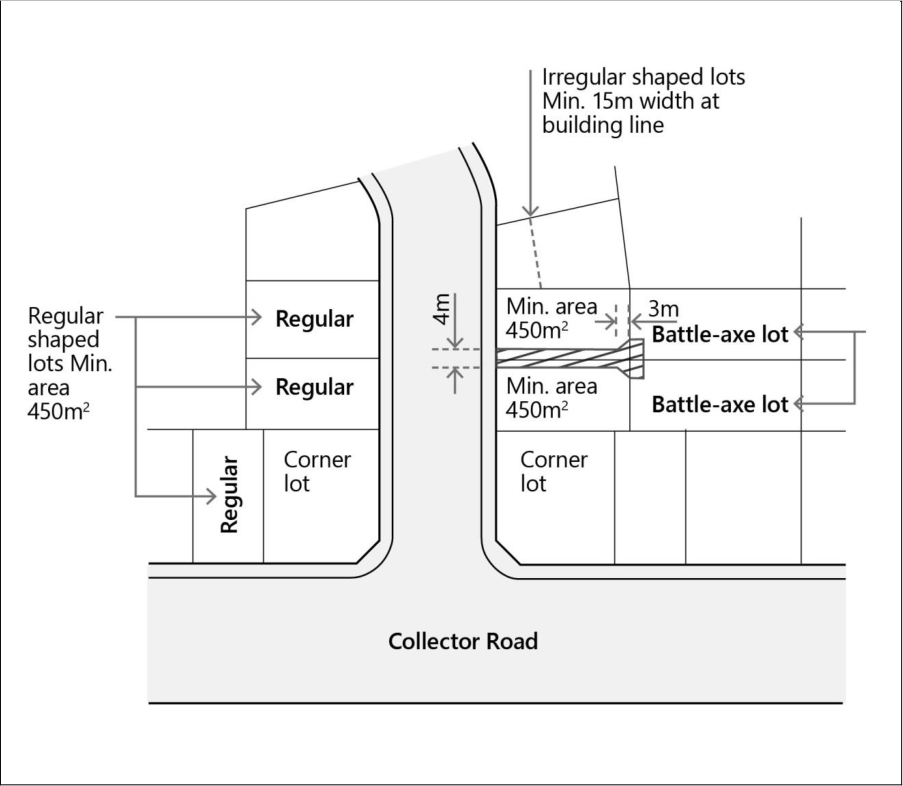 Irregular shaped lots
Min. 15m width at
building line
Regular
shaped
lots Min.
area
450m²
Regular
Regular
Regular
Corner
lot
4m
Min. area
450m²
3m
Battle-axe lot
Min. area
450m²
Battle-axe lot
Corner
lot
Collector Road